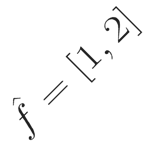 f̂ = [1, 2]